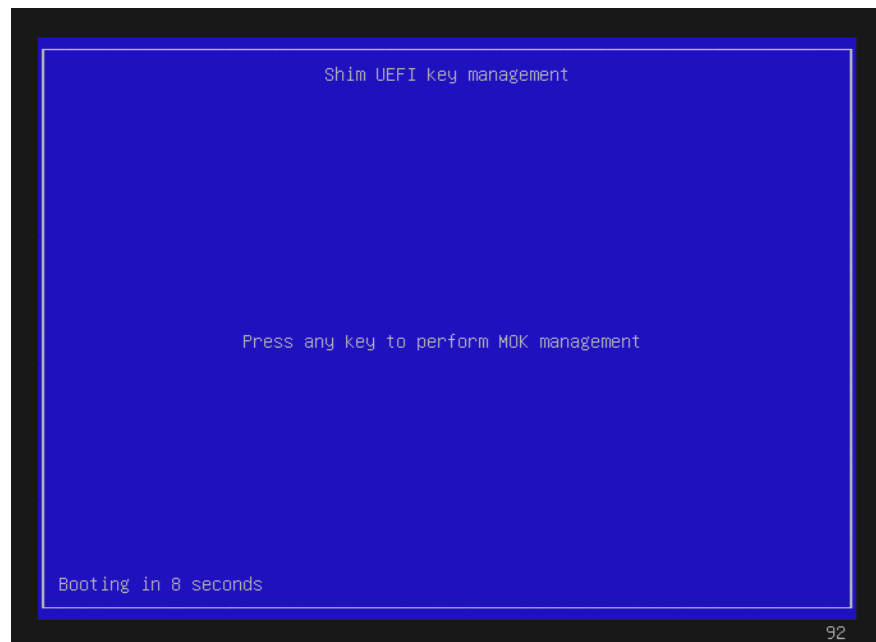 Shim UEFI key management
Press any key to perform MOK management
Booting in 8 seconds
92